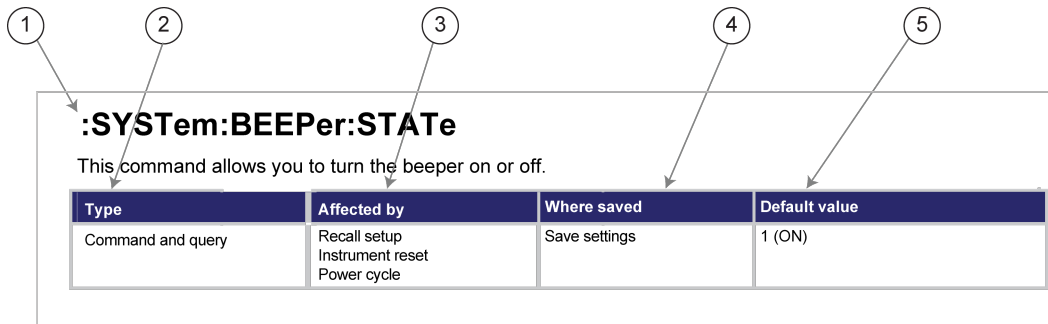 1 2 3 4 5
:SYSTem:BEEPer:STATe
This command allows you to turn the beeper on or off.
Type Affected by Where saved Default value
Command and query Recall setup Save settings 1 (ON)
Instrument reset
Power cycle